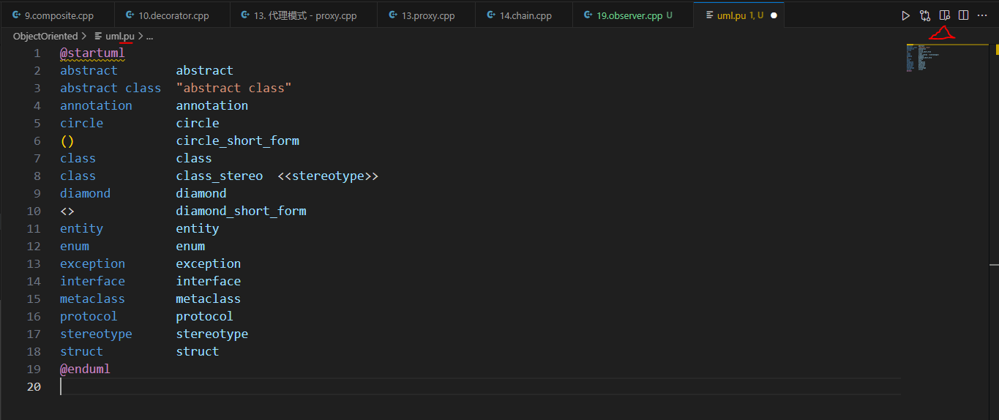 9.composite.cpp 10.decorator.cpp 13. 代理模式 - proxy.cpp 13.proxy.cpp 14.chain.cpp 19.observer.cpp U uml.pu 1, U
ObjectOriented > uml.pu > ...
1 @startuml
2 abstract abstract
3 abstract class "abstract class"
4 annotation annotation
5 circle circle
6 () circle_short_form
7 class class
8 class class_stereo <<stereotype>>
9 diamond diamond
10 <> diamond_short_form
11 entity entity
12 enum enum
13 exception exception
14 interface interface
15 metaclass metaclass
16 protocol protocol
17 stereotype stereotype
18 struct struct
19 @enduml
20